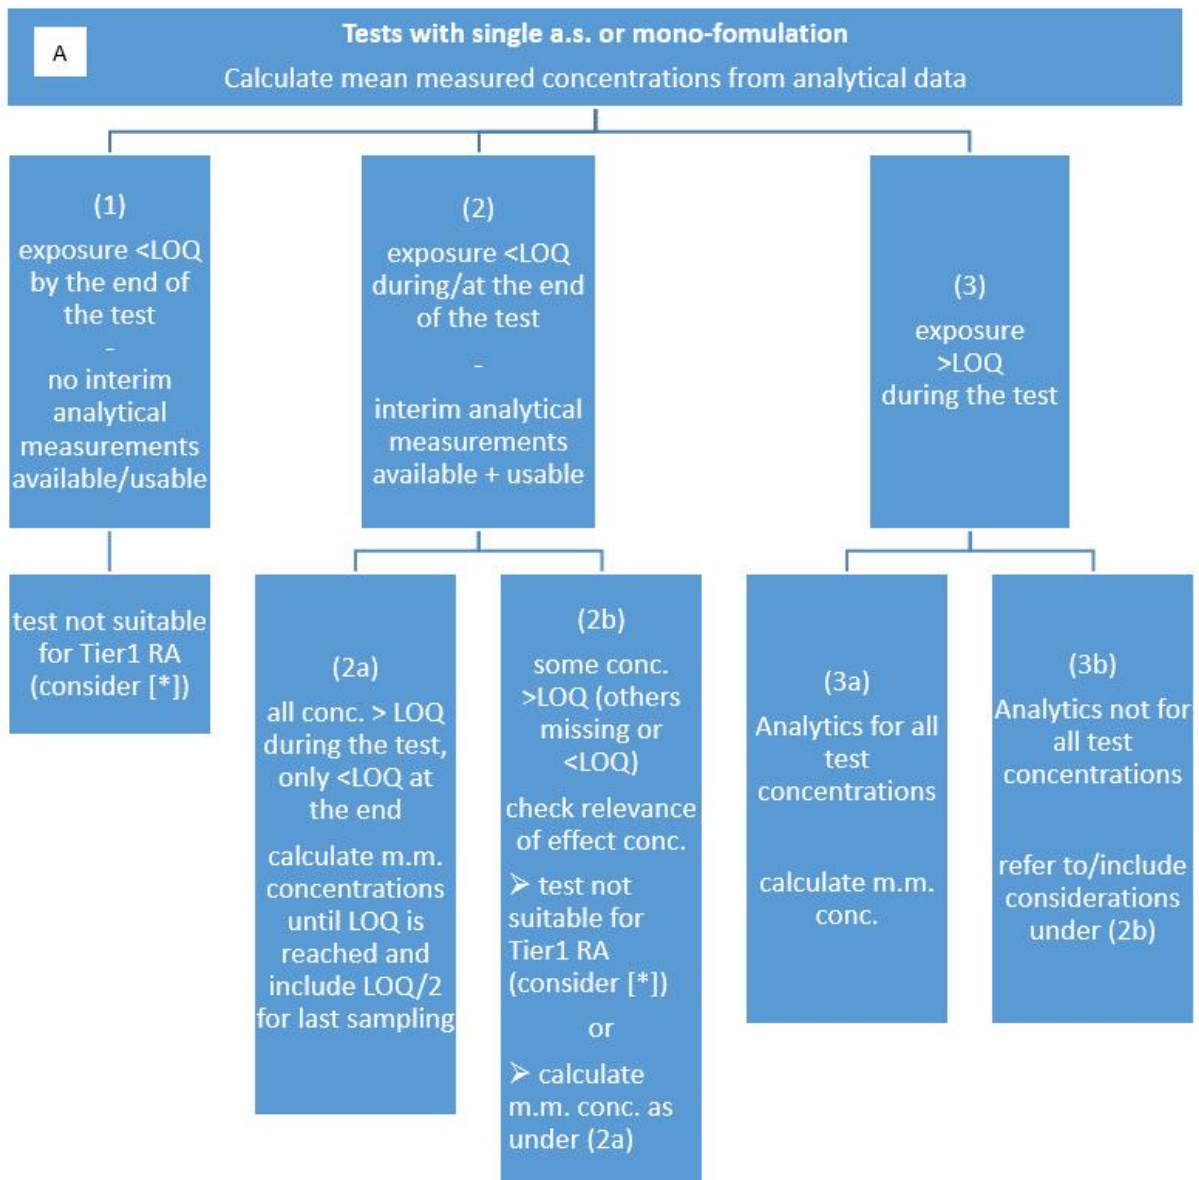 A
Tests with single a.s. or mono-fomulation
Calculate mean measured concentrations from analytical data
(1)
exposure <LOQ
by the end of
the test
-
no interim
analytical
measurements
available/usable
test not suitable
for Tier1 RA
(consider [*])
(2)
exposure <LOQ
during/at the end
of the test
-
interim analytical
measurements
available + usable
(2a)
all conc. > LOQ
during the test,
only <LOQ at
the end
calculate m.m.
concentrations
until LOQ is
reached and
include LOQ/2
for last sampling
(2b)
some conc.
>LOQ (others
missing or
<LOQ)
check relevance
of effect conc.
➢ test not
suitable for
Tier1 RA
(consider [*])
or
➢ calculate
m.m. conc. as
under (2a)
(3)
exposure
>LOQ
during the test
(3a)
Analytics for all
test
concentrations
calculate m.m.
conc.
(3b)
Analytics not for
all test
concentrations
refer to/include
considerations
under (2b)